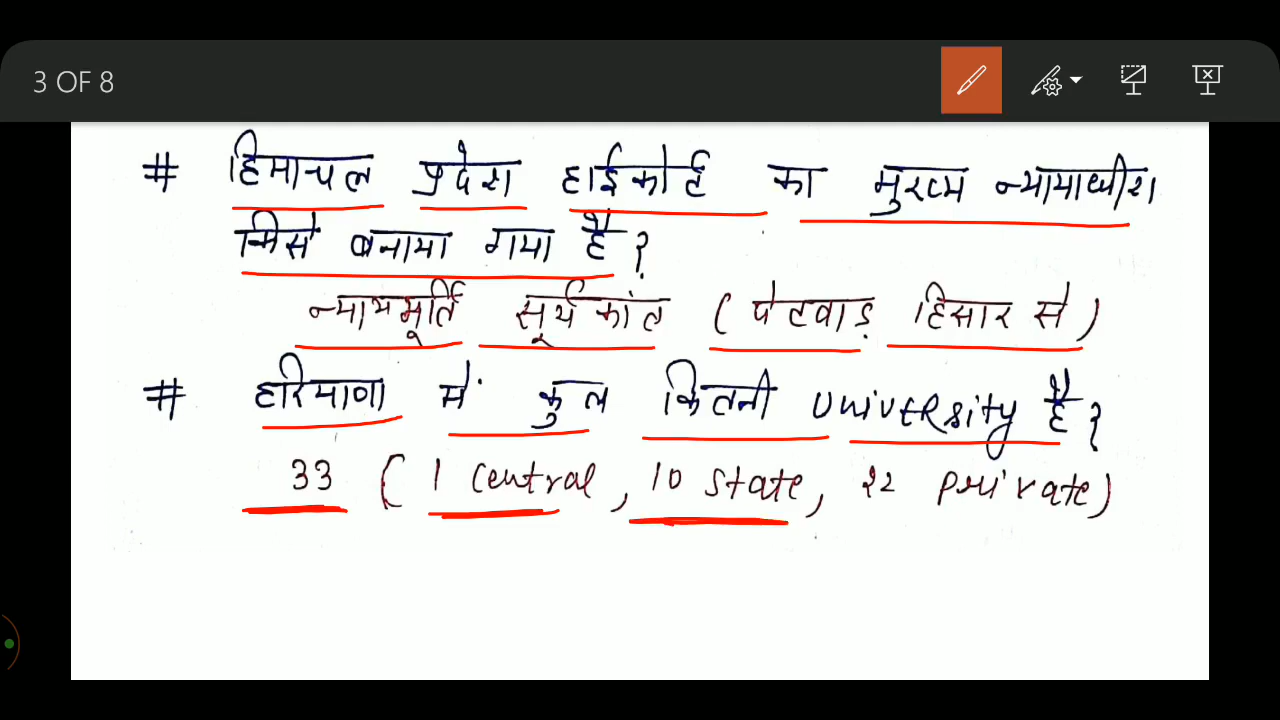 3 OF 8
# हिमाचल प्रदेश हाईकोर्ट का मुख्य न्यायाधीश
किसे बनाया गया है?
न्यायमूर्ति सूर्यकांत (पेटवाड़ हिसार से)
# हरियाणा में कुल कितनी University है?
33 (1 central, 10 state, 22 private)